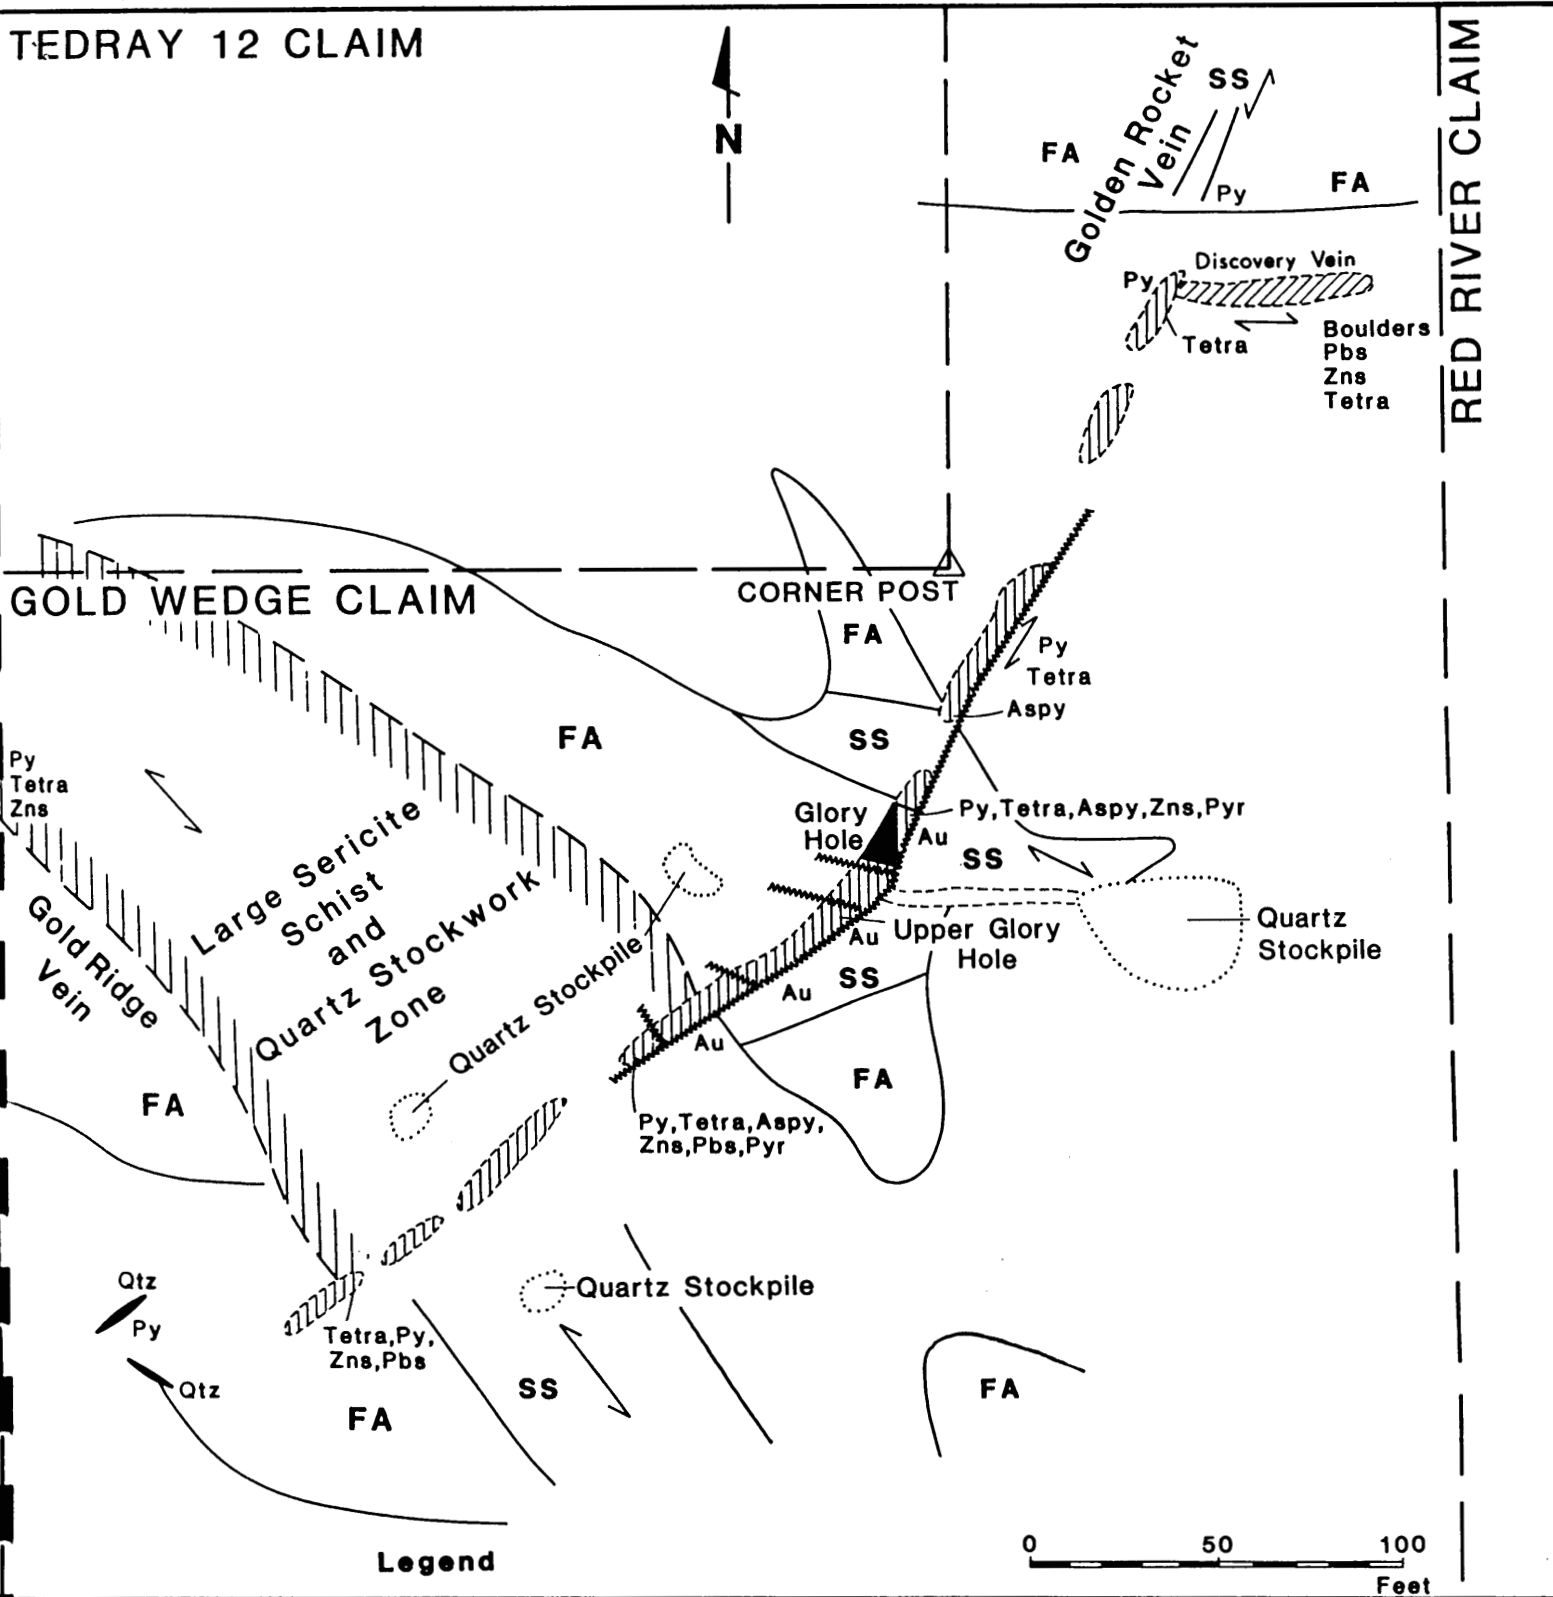 TEDRAY 12 CLAIM
N
RED RIVER CLAIM
Golden Rocket
Vein
SS
FA
FA
Py
Discovery Vein
Py
Tetra
Boulders
Pbs
Zns
Tetra
GOLD WEDGE CLAIM
CORNER POST
FA
Py
Tetra
Aspy
FA
SS
Py
Tetra
Zns
Glory
Hole
Py,Tetra,Aspy,Zns,Pyr
Au
SS
Large Sericite
Schist
and
Quartz Stockwork
Zone
Gold Ridge
Vein
Quartz Stockpile
Au
Upper Glory
Hole
Quartz
Stockpile
SS
Au
Au
FA
FA
Py,Tetra,Aspy,
Zns,Pbs,Pyr
Qtz
Py
Qtz
Quartz Stockpile
Tetra,Py,
Zns,Pbs
SS
FA
FA
Legend
0 50 100
Feet